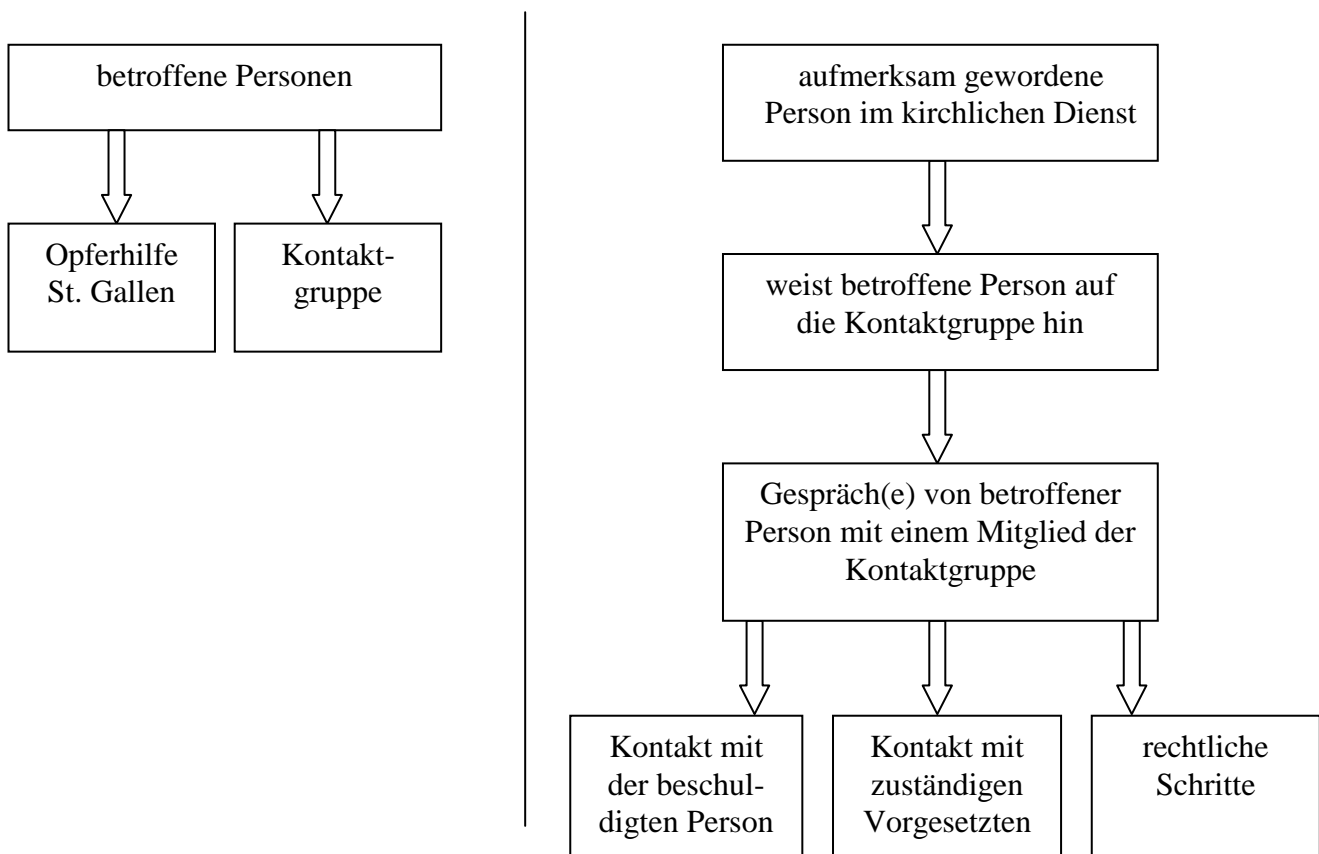 betroffene Personen
Opferhilfe
St. Gallen
Kontakt-
gruppe
aufmerksam gewordene
Person im kirchlichen Dienst
weist betroffene Person auf
die Kontaktgruppe hin
Gespräch(e) von betroffener
Person mit einem Mitglied der
Kontaktgruppe
Kontakt mit
der beschul-
digten Person
Kontakt mit
zuständigen
Vorgesetzten
rechtliche
Schritte